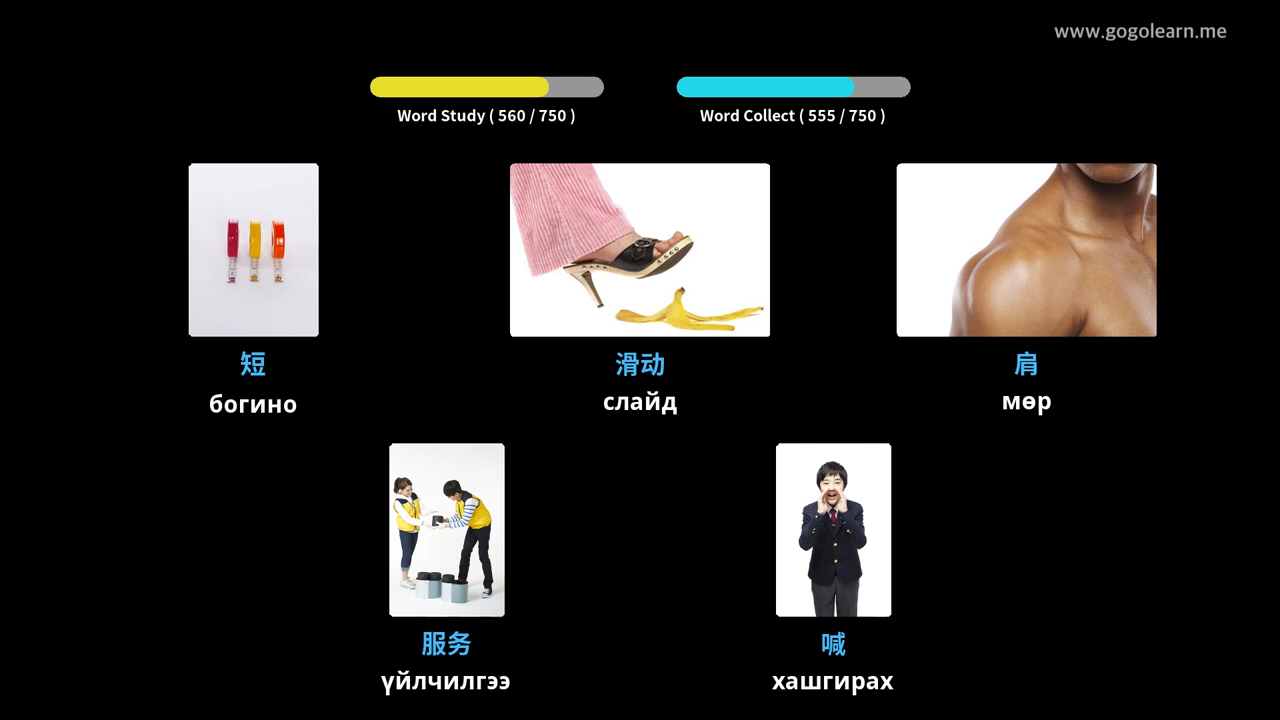 www.gogolearn.me
Word Study ( 560 / 750 )
Word Collect ( 555 / 750 )
短
богино
滑动
слайд
肩
мөр
服务
үйлчилгээ
喊
хашгирах